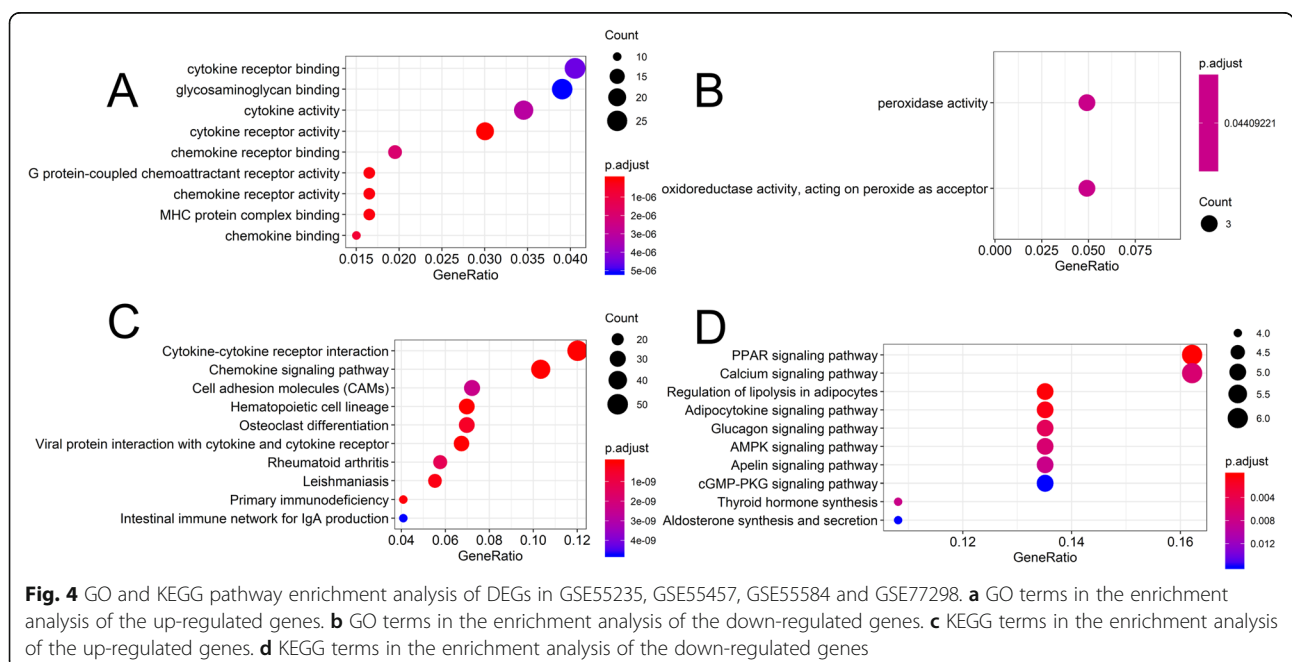 A
cytokine receptor binding
glycosaminoglycan binding
cytokine activity
cytokine receptor activity
chemokine receptor binding
G protein-coupled chemoattractant receptor activity
chemokine receptor activity
MHC protein complex binding
chemokine binding
0.015 0.020 0.025 0.030 0.035 0.040
GeneRatio
Count
10
15
20
25
p.adjust
1e-06
2e-06
3e-06
4e-06
5e-06
B
peroxidase activity
oxidoreductase activity, acting on peroxide as acceptor
0.000 0.025 0.050 0.075
GeneRatio
p.adjust
0.04409221
Count
3
C
Cytokine-cytokine receptor interaction
Chemokine signaling pathway
Cell adhesion molecules (CAMs)
Hematopoietic cell lineage
Osteoclast differentiation
Viral protein interaction with cytokine and cytokine receptor
Rheumatoid arthritis
Leishmaniasis
Primary immunodeficiency
Intestinal immune network for IgA production
0.04 0.06 0.08 0.10 0.12
GeneRatio
Count
20
30
40
50
p.adjust
1e-09
2e-09
3e-09
4e-09
D
PPAR signaling pathway
Calcium signaling pathway
Regulation of lipolysis in adipocytes
Adipocytokine signaling pathway
Glucagon signaling pathway
AMPK signaling pathway
Apelin signaling pathway
cGMP-PKG signaling pathway
Thyroid hormone synthesis
Aldosterone synthesis and secretion
0.12 0.14 0.16
GeneRatio
4.0
4.5
5.0
5.5
6.0
p.adjust
0.004
0.008
0.012
Fig. 4 GO and KEGG pathway enrichment analysis of DEGs in GSE55235, GSE55457, GSE55584 and GSE77298. a GO terms in the enrichment
analysis of the up-regulated genes. b GO terms in the enrichment analysis of the down-regulated genes. c KEGG terms in the enrichment analysis
of the up-regulated genes. d KEGG terms in the enrichment analysis of the down-regulated genes